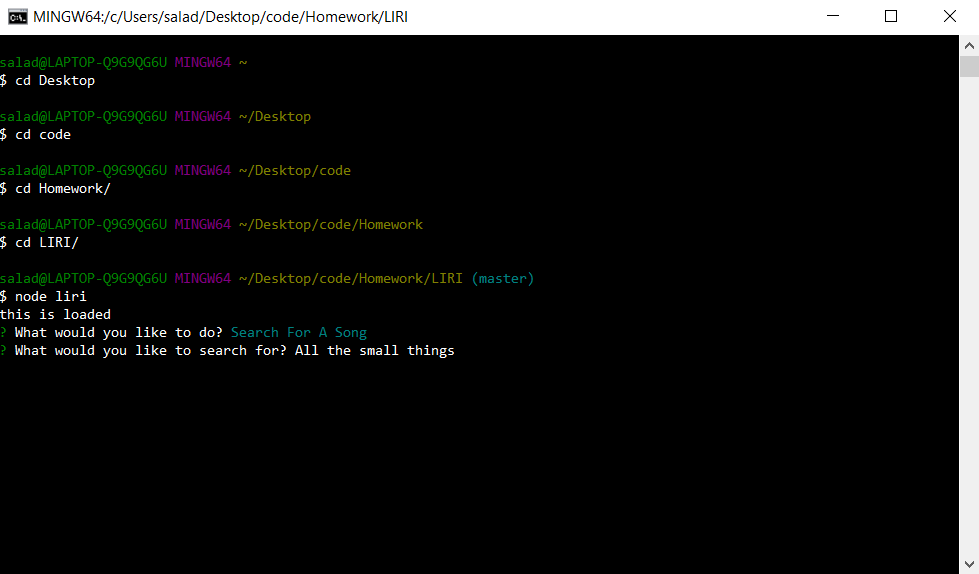 MINGW64:/c/Users/salad/Desktop/code/Homework/LIRI
salad@LAPTOP-Q9G9QG6U MINGW64 ~
$ cd Desktop
salad@LAPTOP-Q9G9QG6U MINGW64 ~/Desktop
$ cd code
salad@LAPTOP-Q9G9QG6U MINGW64 ~/Desktop/code
$ cd Homework/
salad@LAPTOP-Q9G9QG6U MINGW64 ~/Desktop/code/Homework
$ cd LIRI/
salad@LAPTOP-Q9G9QG6U MINGW64 ~/Desktop/code/Homework/LIRI (master)
$ node liri
this is loaded
? What would you like to do? Search For A Song
? What would you like to search for? All the small things